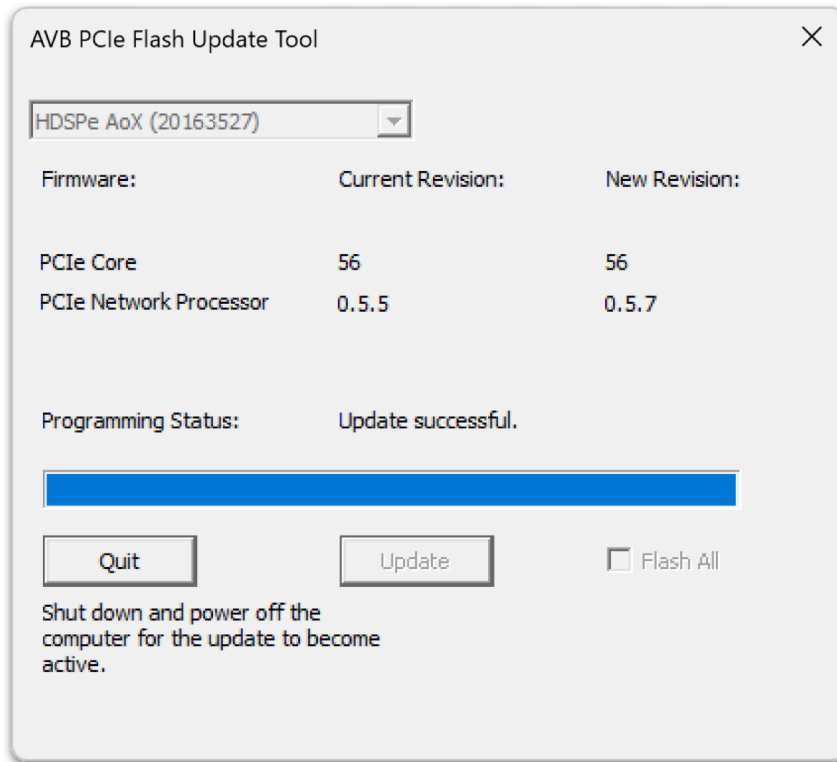 AVB PCIe Flash Update Tool
HDSPe AoX (20163527)
Firmware: Current Revision: New Revision:
PCIe Core 56 56
PCIe Network Processor 0.5.5 0.5.7
Programming Status: Update successful.
Quit Update Flash All
Shut down and power off the
computer for the update to become
active.